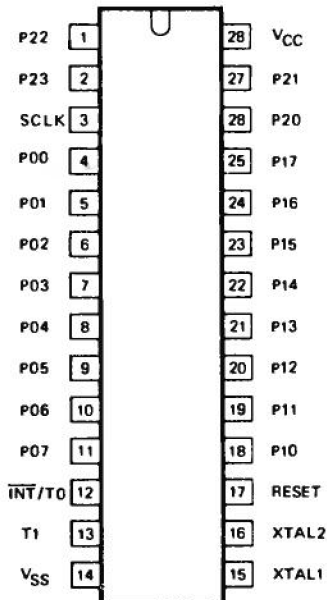 P22 1 28 VCC
P23 2 27 P21
SCLK 3 28 P20
P00 4 25 P17
P01 5 24 P16
P02 6 23 P15
P03 7 22 P14
P04 8 21 P13
P05 9 20 P12
P06 10 19 P11
P07 11 18 P10
INT/T0 12 17 RESET
T1 13 16 XTAL2
VSS 14 15 XTAL1